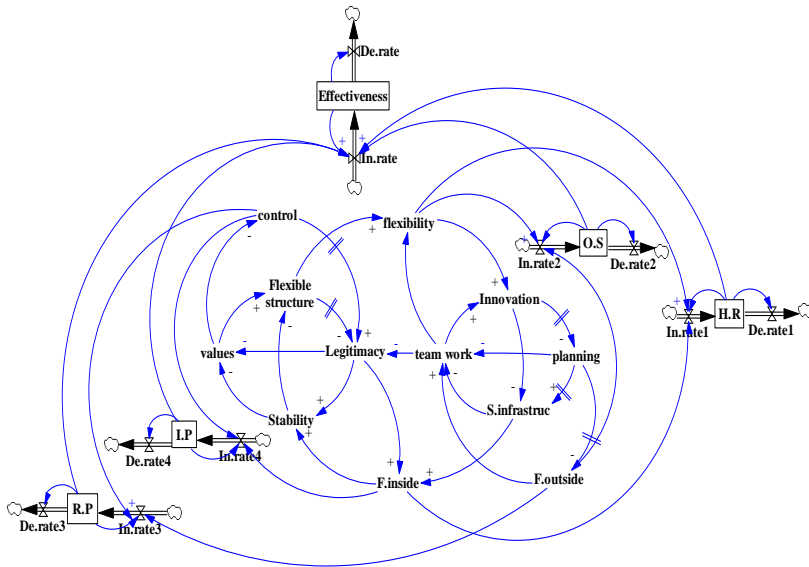 De.rate
Effectiveness
+ +
In.rate
control
flexibility
- +
+
O.S
In.rate2
De.rate2
Flexible
structure
+
-
+
Innovation
+
-
+
H.R
In.rate1
De.rate1
values
-
-
+
Legitimacy
-
team work
-
-
planning
-
+
-
+
S.infrastruc
Stability
+
+
+
I.P
De.rate4
In.rate4
+
F.inside
-
F.outside
R.P
+
De.rate3
In.rate3